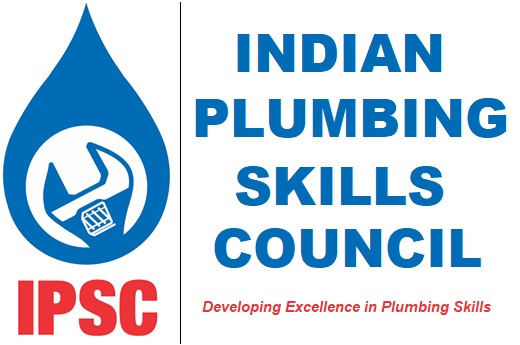 IPSC
INDIAN
PLUMBING
SKILLS
COUNCIL
Developing Excellence in Plumbing Skills